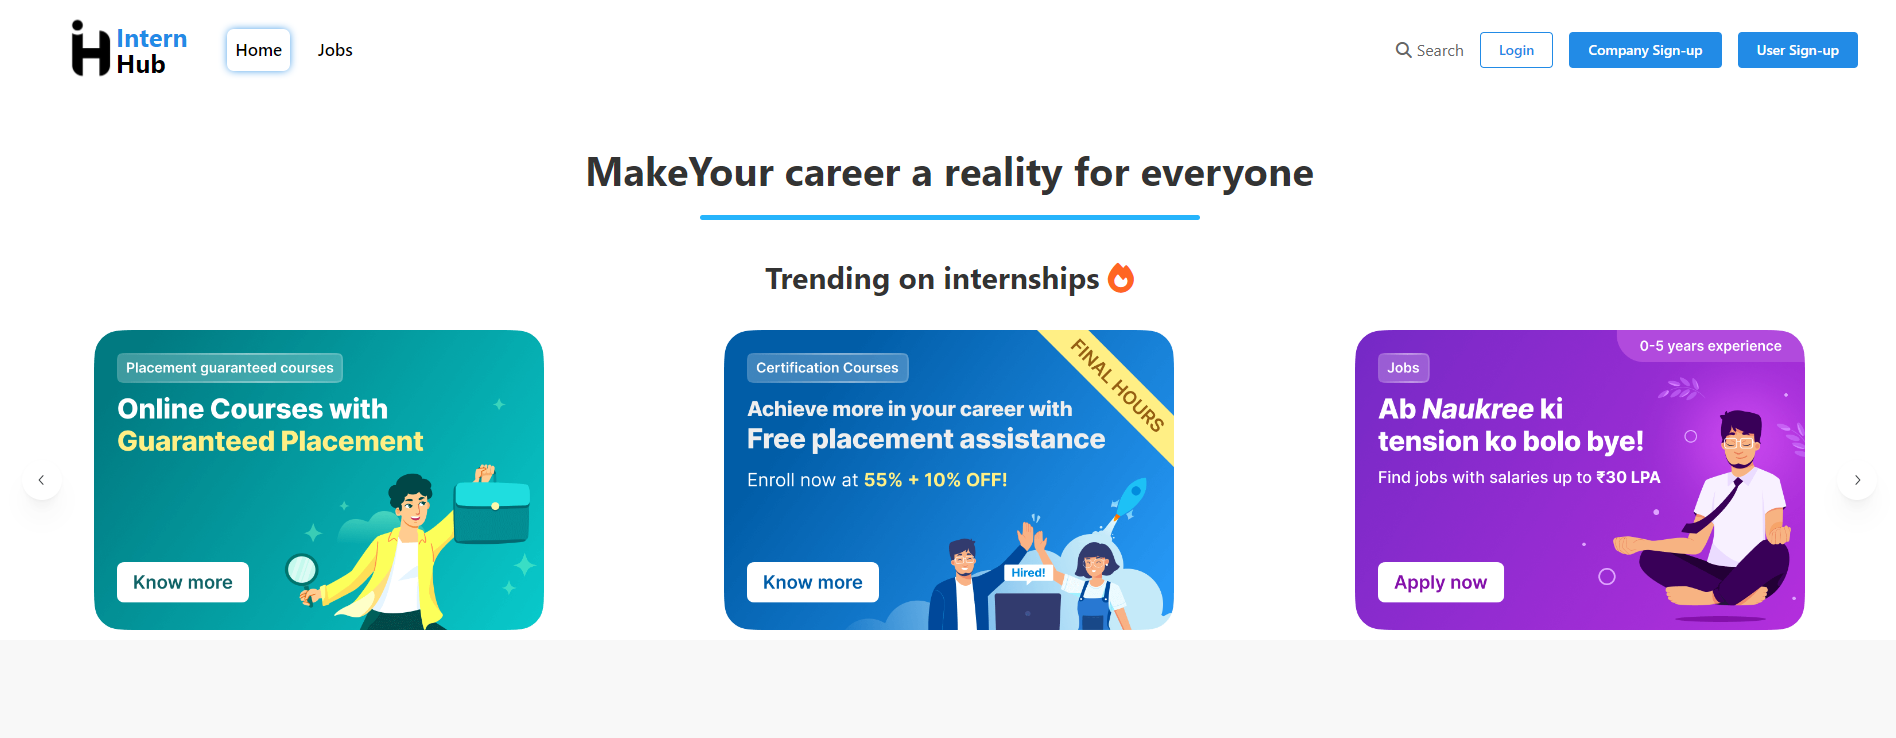 Intern
Hub
Home
Jobs
Search
Login
Company Sign-up
User Sign-up
MakeYour career a reality for everyone
Trending on internships
Placement guaranteed courses
Online Courses with
Guaranteed Placement
Know more
Certification Courses
FINAL HOURS
Achieve more in your career with
Free placement assistance
Enroll now at 55% + 10% OFF!
Hired!
Know more
0-5 years experience
Jobs
Ab Naukree ki
tension ko bolo bye!
Find jobs with salaries up to ₹30 LPA
Apply now